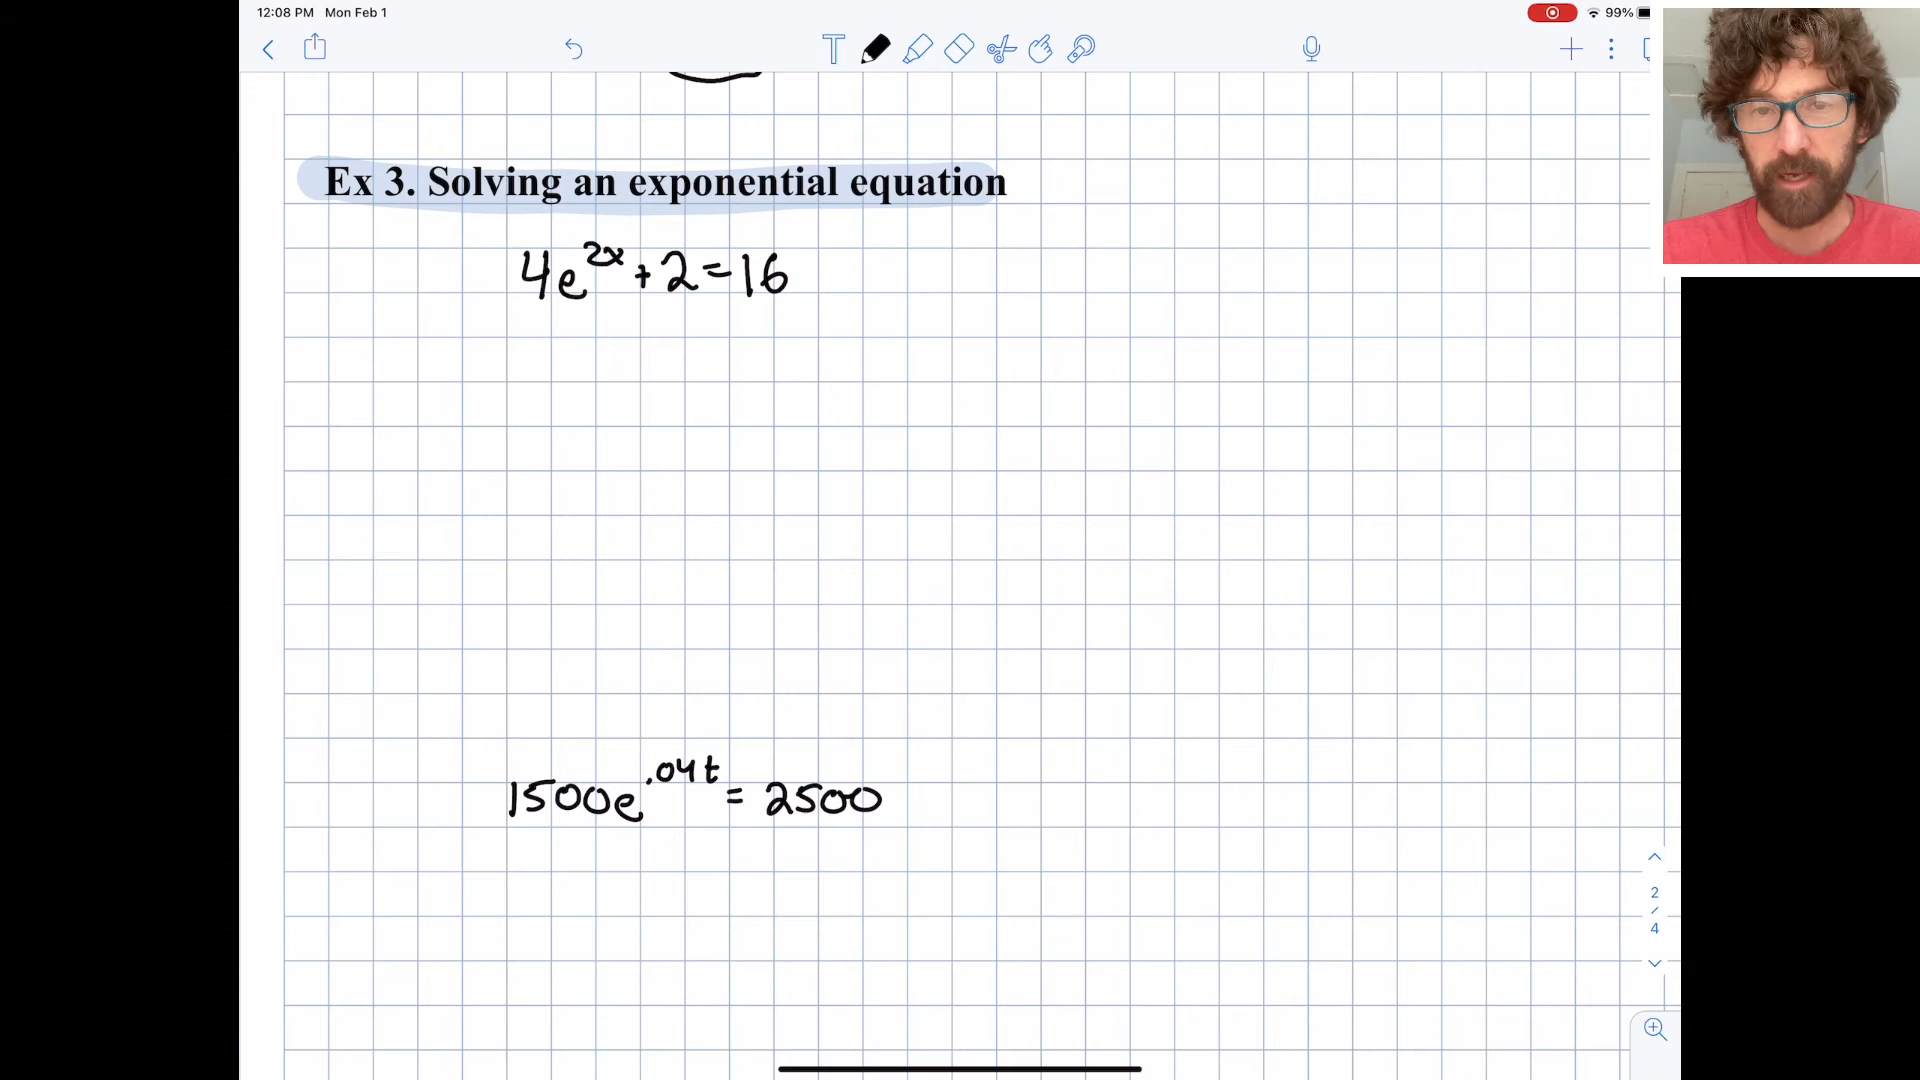 12:08 PM Mon Feb 1
99%
T
Ex 3. Solving an exponential equation
4e^{2x} + 2 = 16
1500e^{.04t} = 2500
2
/
4